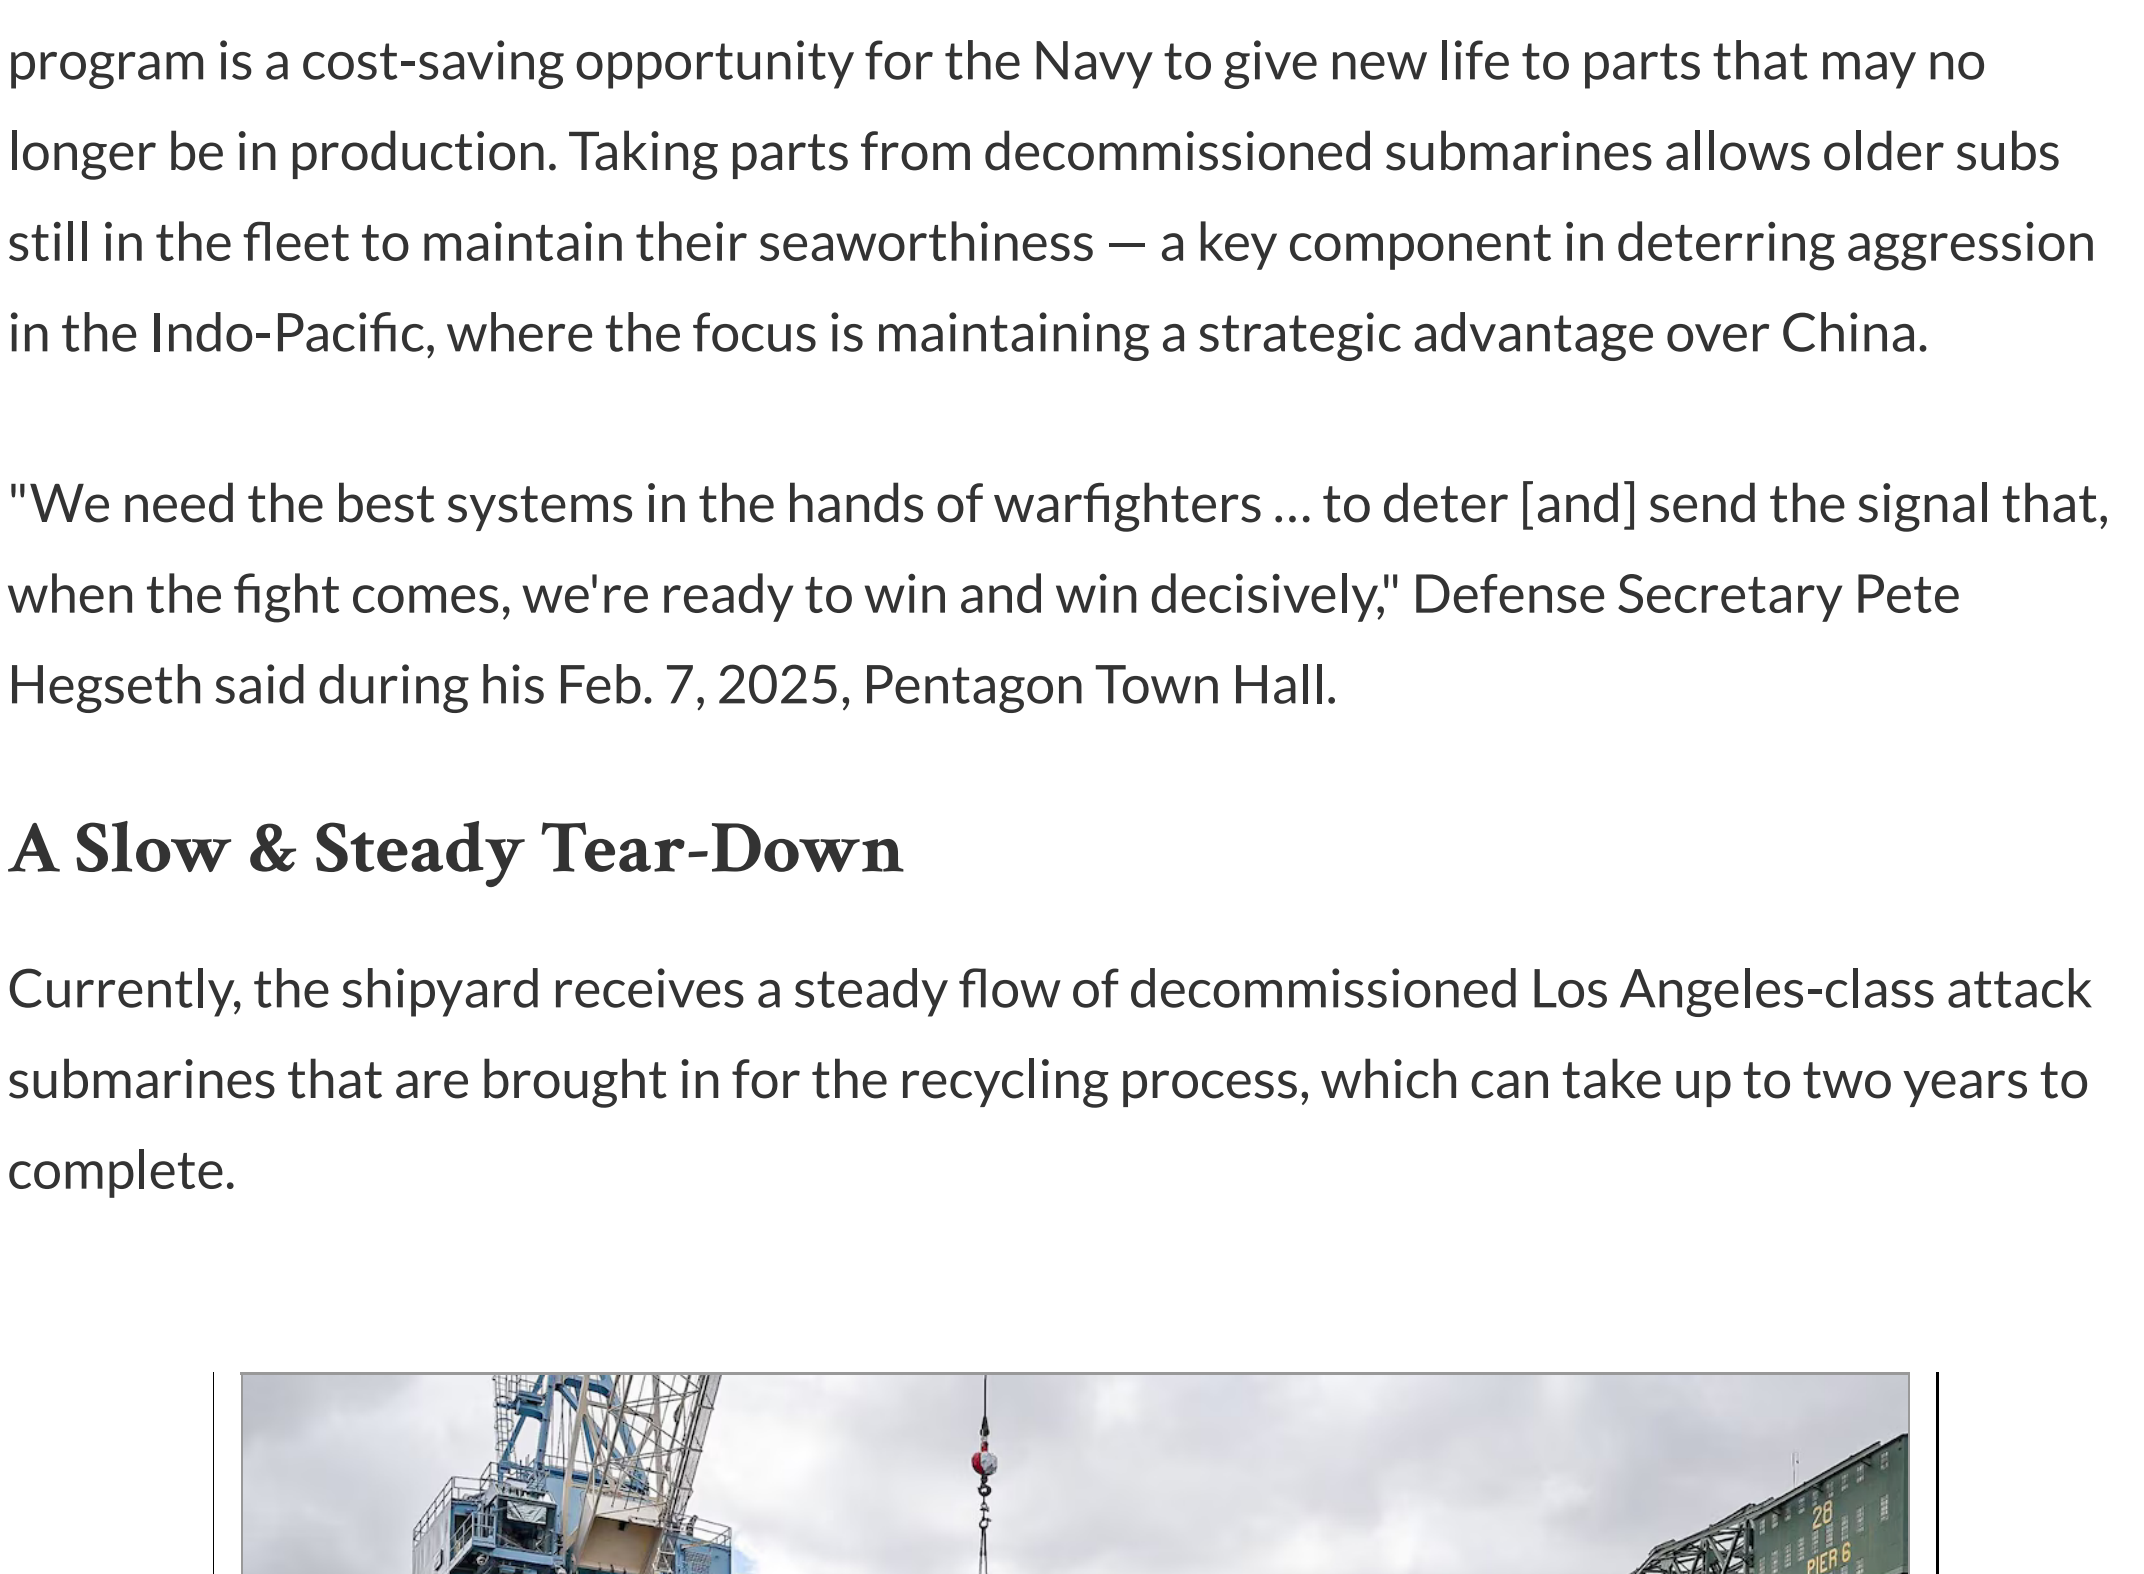 program is a cost-saving opportunity for the Navy to give new life to parts that may no
longer be in production. Taking parts from decommissioned submarines allows older subs
still in the fleet to maintain their seaworthiness — a key component in deterring aggression
in the Indo-Pacific, where the focus is maintaining a strategic advantage over China.
"We need the best systems in the hands of warfighters ... to deter [and] send the signal that,
when the fight comes, we're ready to win and win decisively," Defense Secretary Pete
Hegseth said during his Feb. 7, 2025, Pentagon Town Hall.
A Slow & Steady Tear-Down
Currently, the shipyard receives a steady flow of decommissioned Los Angeles-class attack
submarines that are brought in for the recycling process, which can take up to two years to
complete.
28
PIER 6